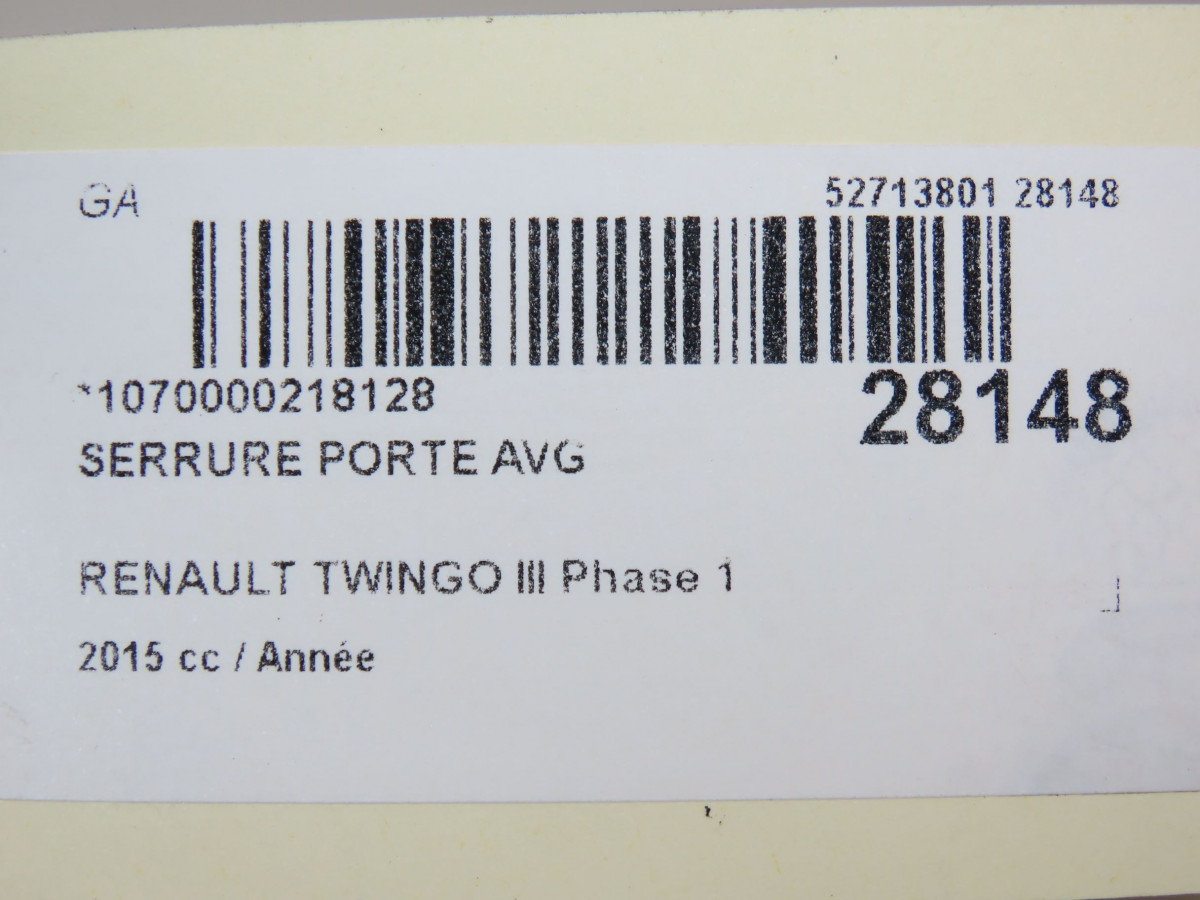 GA
52713801 28148
*1070000218128
28148
SERRURE PORTE AVG
RENAULT TWINGO III Phase 1
2015 cc / Année